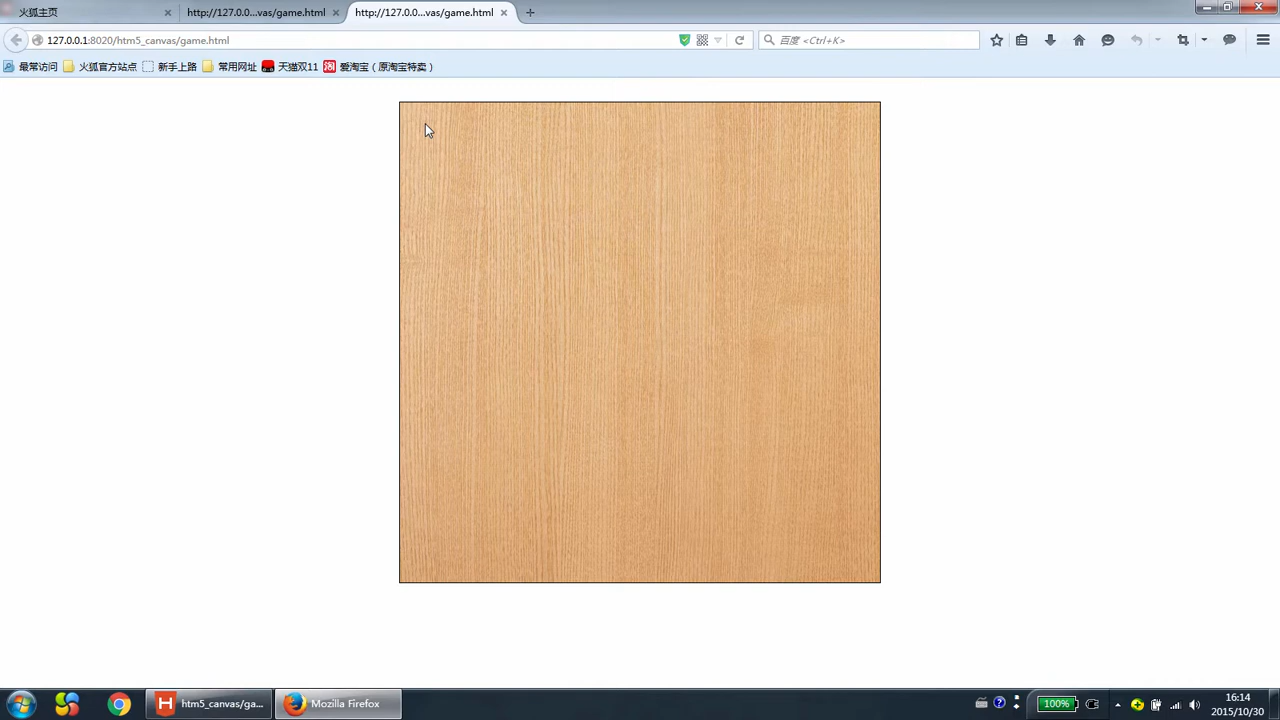 火狐主页
http://127.0.0...vas/game.html
http://127.0.0...vas/game.html
127.0.0.1:8020/htm5_canvas/game.html
百度 <Ctrl+K>
最常访问 火狐官方站点 新手上路 常用网址 天猫双11 淘 爱淘宝（原淘宝特卖）
H htm5_canvas/ga...
Mozilla Firefox
100%
16:14
2015/10/30